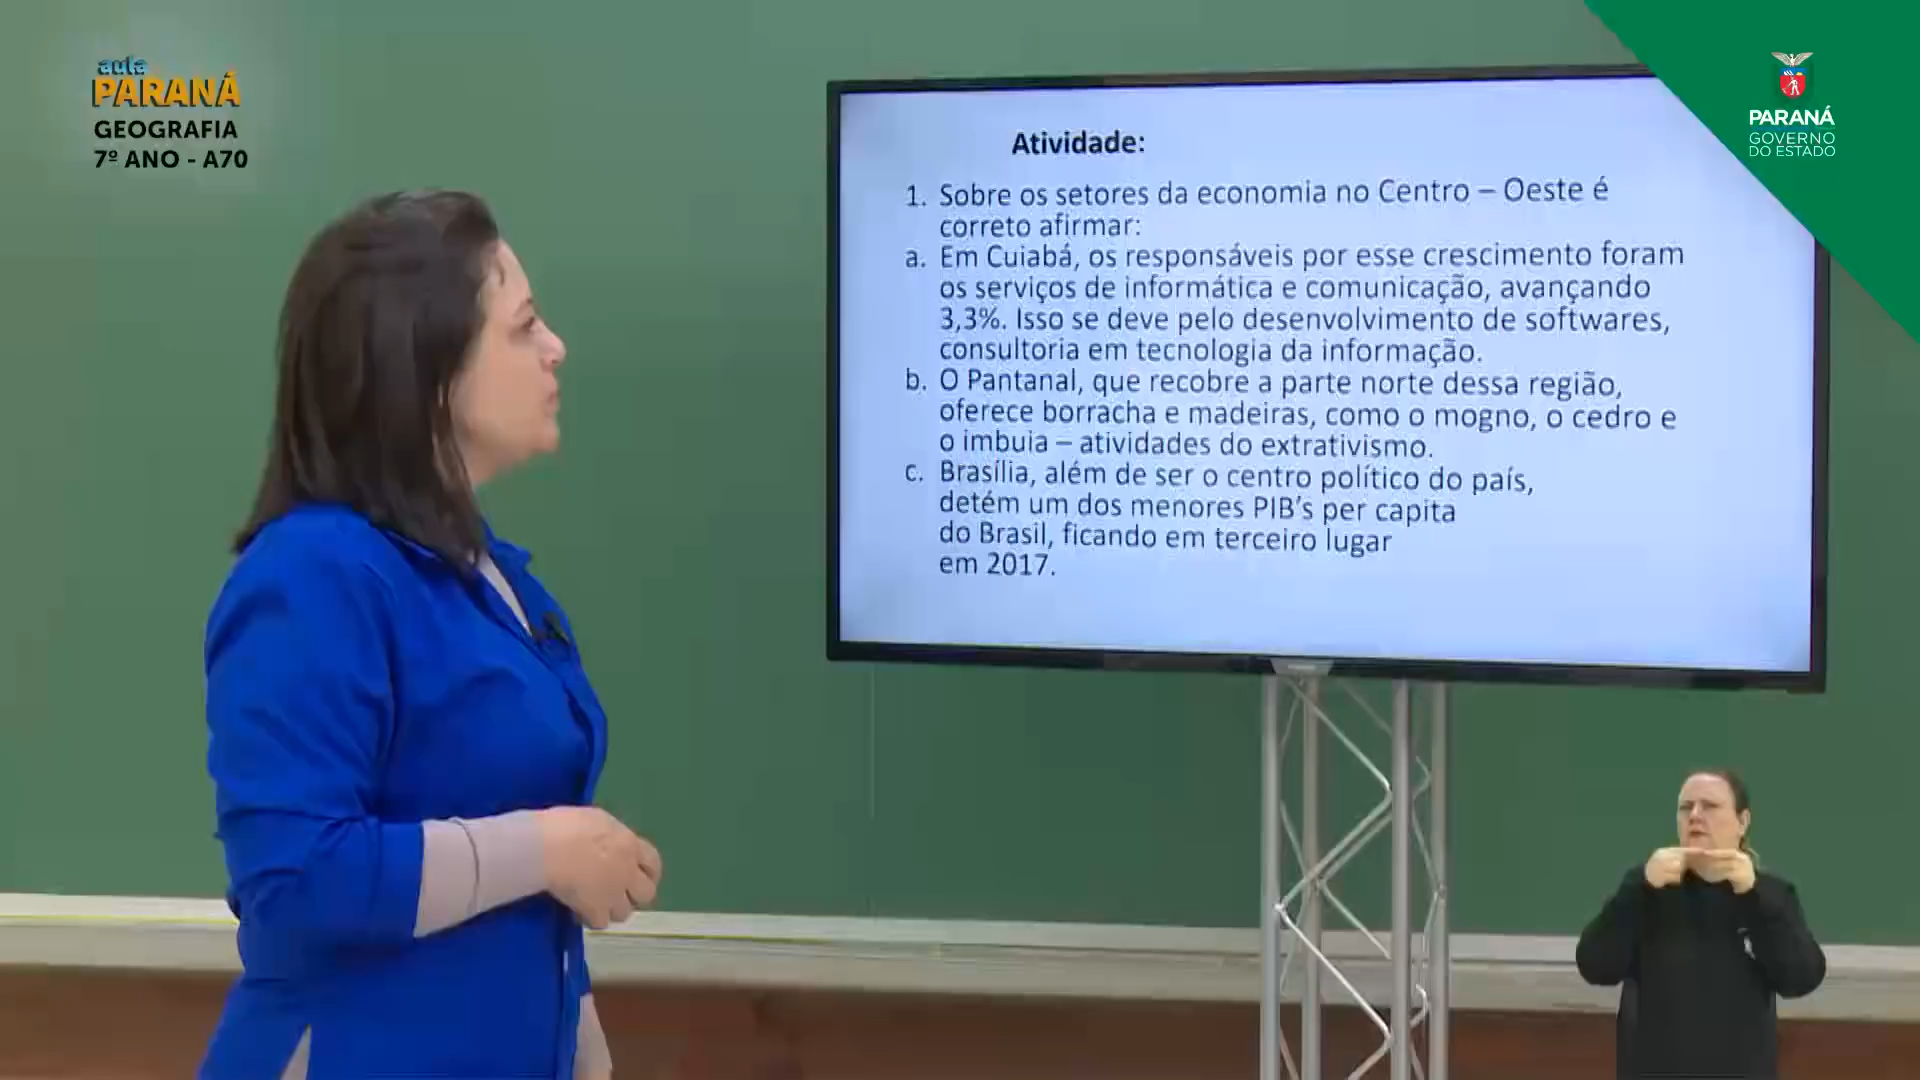 aula
PARANÁ
GEOGRAFIA
7º ANO - A70
PARANÁ
GOVERNO
DO ESTADO
Atividade:
1. Sobre os setores da economia no Centro – Oeste é
correto afirmar:
a. Em Cuiabá, os responsáveis por esse crescimento foram
os serviços de informática e comunicação, avançando
3,3%. Isso se deve pelo desenvolvimento de softwares,
consultoria em tecnologia da informação.
b. O Pantanal, que recobre a parte norte dessa região,
oferece borracha e madeiras, como o mogno, o cedro e
o imbuia – atividades do extrativismo.
c. Brasília, além de ser o centro político do país,
detém um dos menores PIB’s per capita
do Brasil, ficando em terceiro lugar
em 2017.